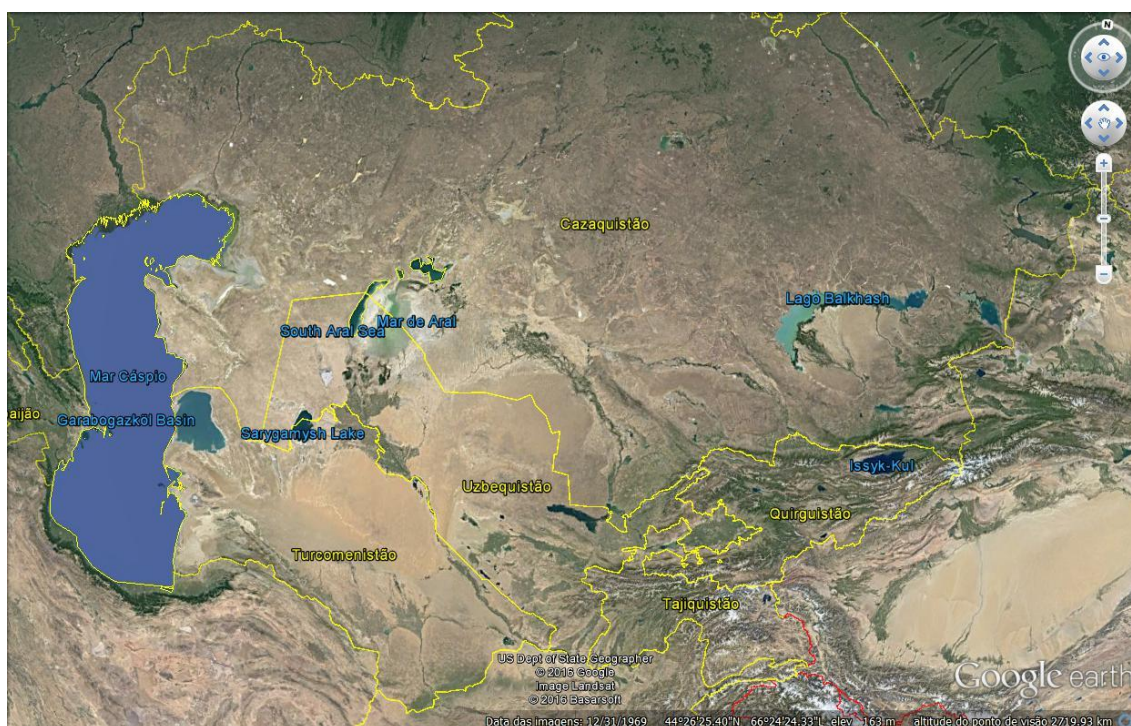 N
Cazaquistão
Lago Balkhash
South Aral Sea
Mar de Aral
Mar Cáspio
aijão
Garabogazköl Basin
Sarygamysh Lake
Issyk-Kul
Uzbequistão
Quirguistão
Turcomenistão
Tajiquistão
US Dept of State Geographer
© 2016 Google
Image Landsat
© 2016 Basarsoft
Google earth
Data das imagens: 12/31/1969 44°26'25.40"N 66°24'24.33"L elev 163 m altitude do ponto de visão 2719.93 km